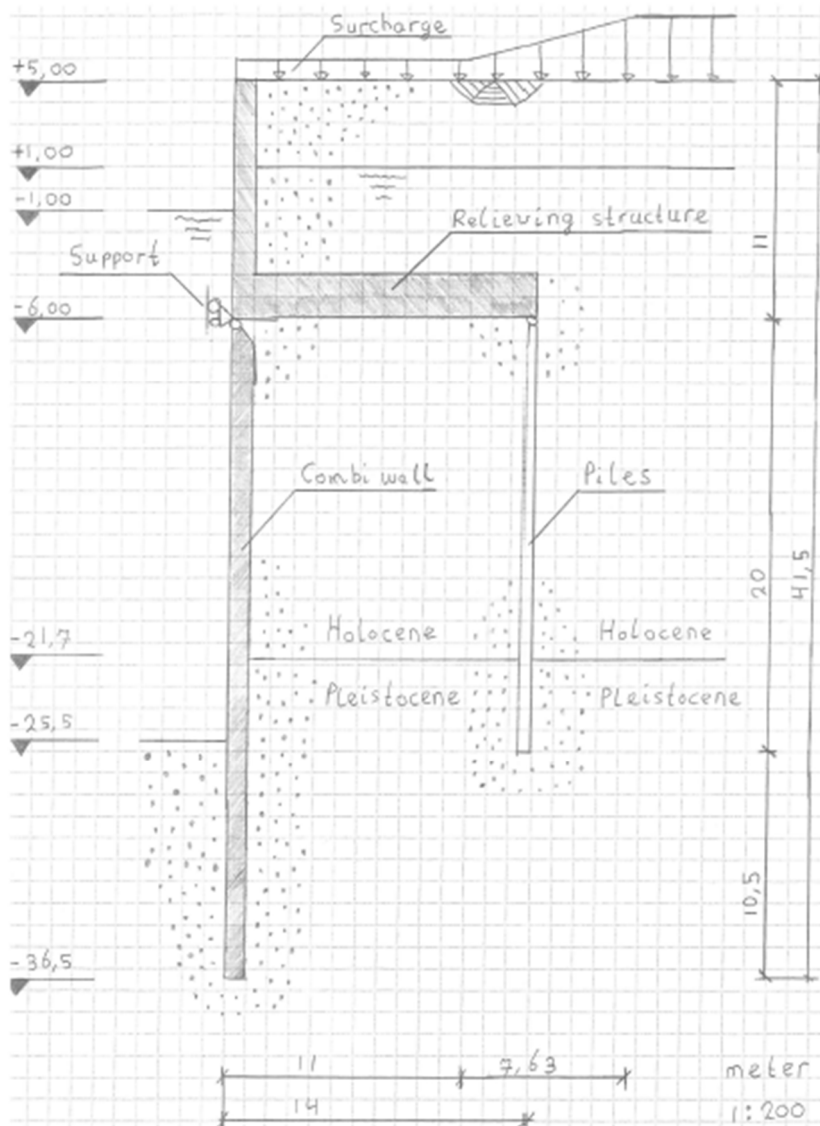 Surcharge
+5,00
+1,00
-1,00
Relieving structure
11
Support
-6,00
Combi wall
Piles
20
41,5
Holocene
Holocene
-21,7
Pleistocene
Pleistocene
-25,5
10,5
-36,5
11
7,63
meter
14
1:200